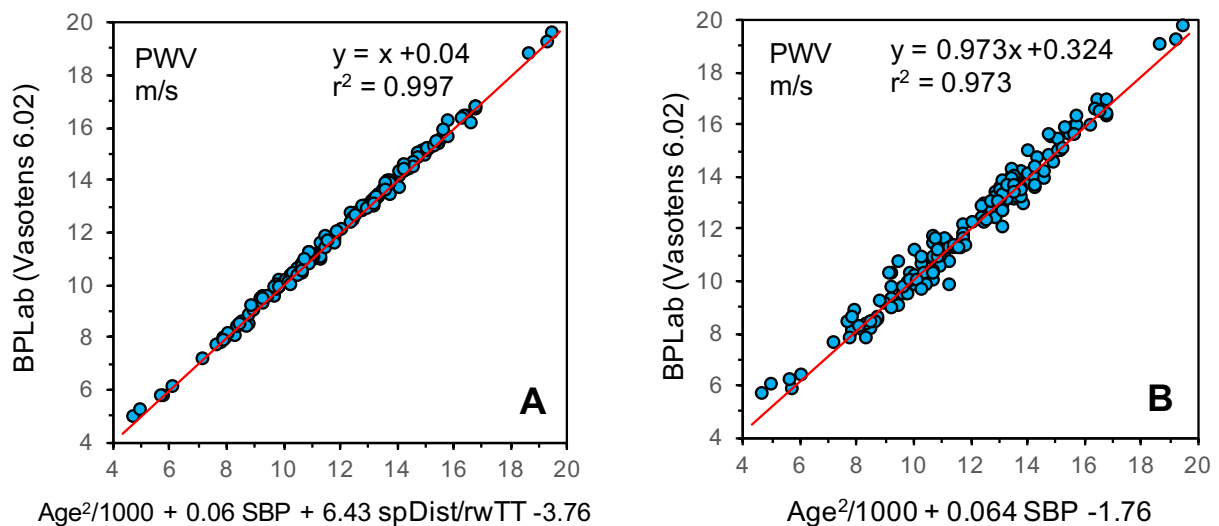 20
18
16
14
12
10
8
6
4
PWV
m/s
y = x +0.04
r² = 0.997
BPLab (Vasotens 6.02)
A
4 6 8 10 12 14 16 18 20
Age²/1000 + 0.06 SBP + 6.43 spDist/rwTT -3.76
20
18
16
14
12
10
8
6
4
PWV
m/s
y = 0.973x +0.324
r² = 0.973
BPLab (Vasotens 6.02)
B
4 6 8 10 12 14 16 18 20
Age²/1000 + 0.064 SBP -1.76